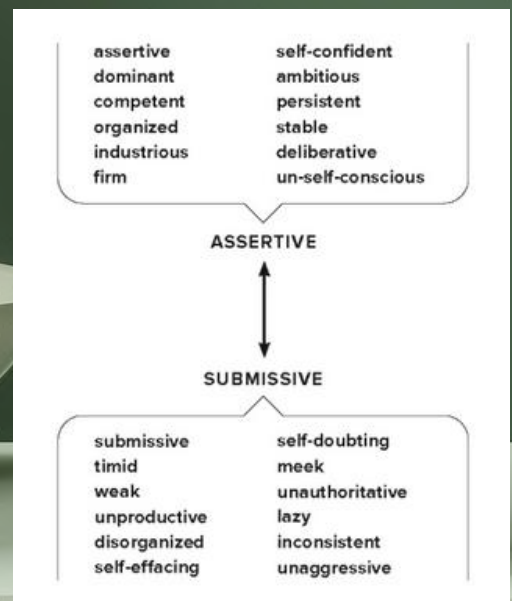 assertive self-confident
dominant ambitious
competent persistent
organized stable
industrious deliberative
firm un-self-conscious
ASSERTIVE
SUBMISSIVE
submissive self-doubting
timid meek
weak unauthoritative
unproductive lazy
disorganized inconsistent
self-effacing unaggressive